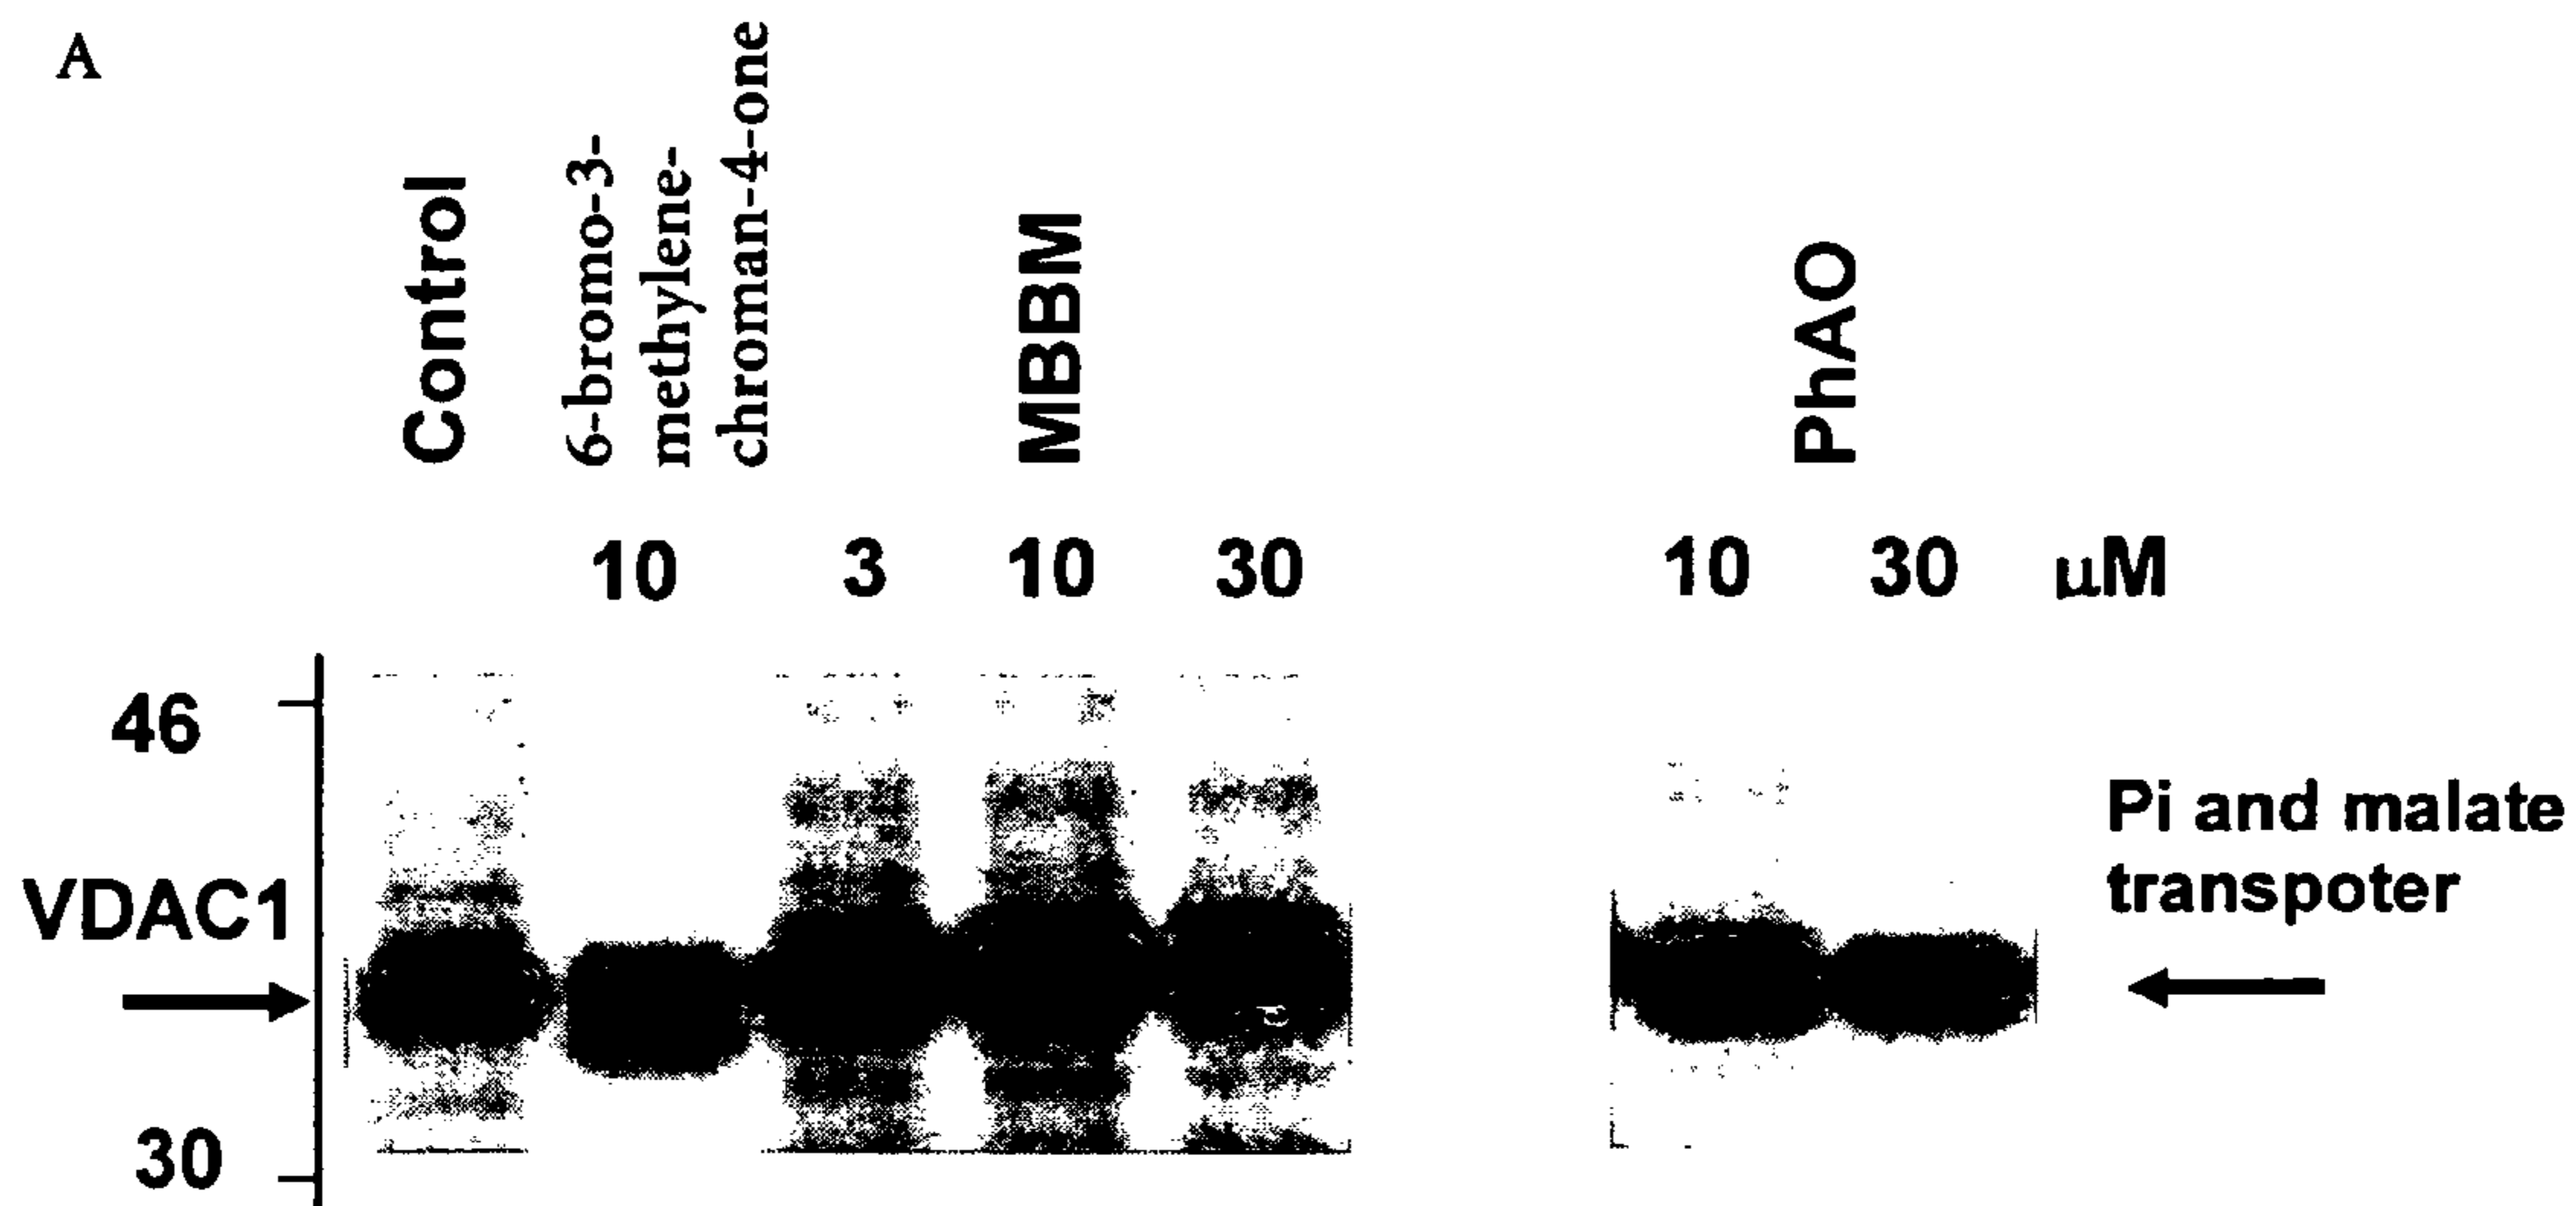 A
Control
6-bromo-3-
methylene-
chroman-4-one
MBBM
PhAO
10 3 10 30 10 30 μM
46
VDAC1
30
Pi and malate
transpoter